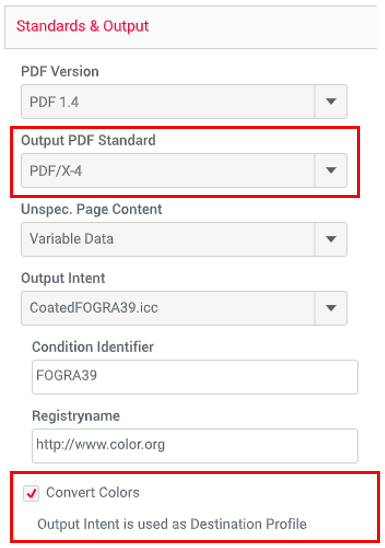 Standards & Output
PDF Version
PDF 1.4
Output PDF Standard
PDF/X-4
Unspec. Page Content
Variable Data
Output Intent
CoatedFOGRA39.icc
Condition Identifier
FOGRA39
Registryname
http://www.color.org
Convert Colors
Output Intent is used as Destination Profile